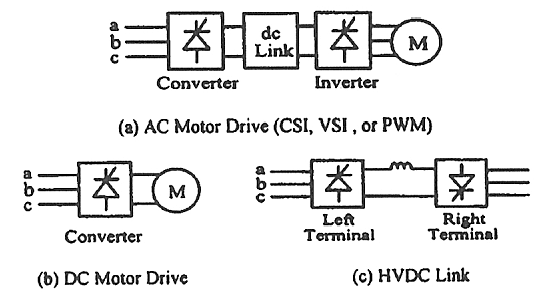 a
b
c
dc
Link
M
Converter
Inverter
(a) AC Motor Drive (CSI, VSI , or PWM)
a
b
c
M
Converter
(b) DC Motor Drive
a
b
c
Left
Terminal
Right
Terminal
(c) HVDC Link